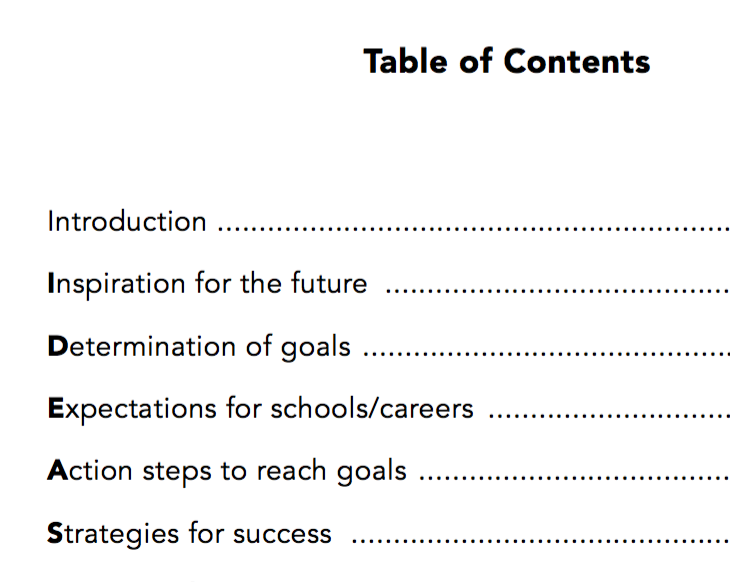 Table of Contents
Introduction ..............................................................
Inspiration for the future ..........................................
Determination of goals .............................................
Expectations for schools/careers .............................
Action steps to reach goals ......................................
Strategies for success ..............................................